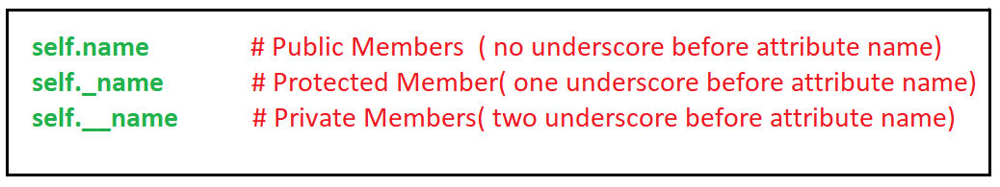 self.name # Public Members ( no underscore before attribute name)
self._name # Protected Member( one underscore before attribute name)
self.__name # Private Members( two underscore before attribute name)